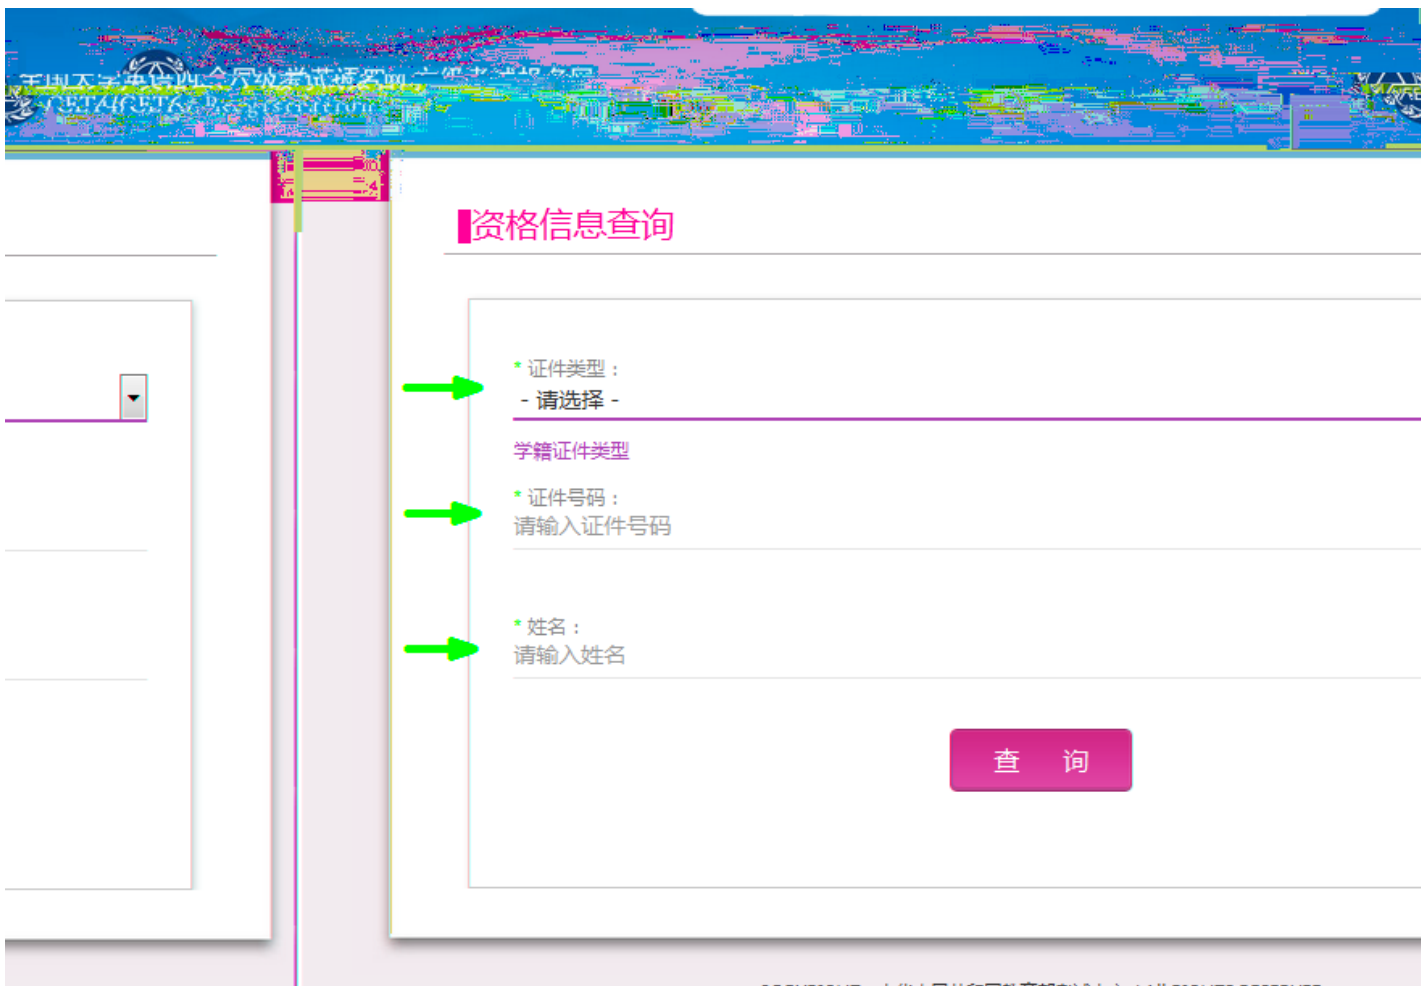 资格信息查询
* 证件类型：
- 请选择 -
学籍证件类型
* 证件号码：
请输入证件号码
* 姓名：
请输入姓名
查 询